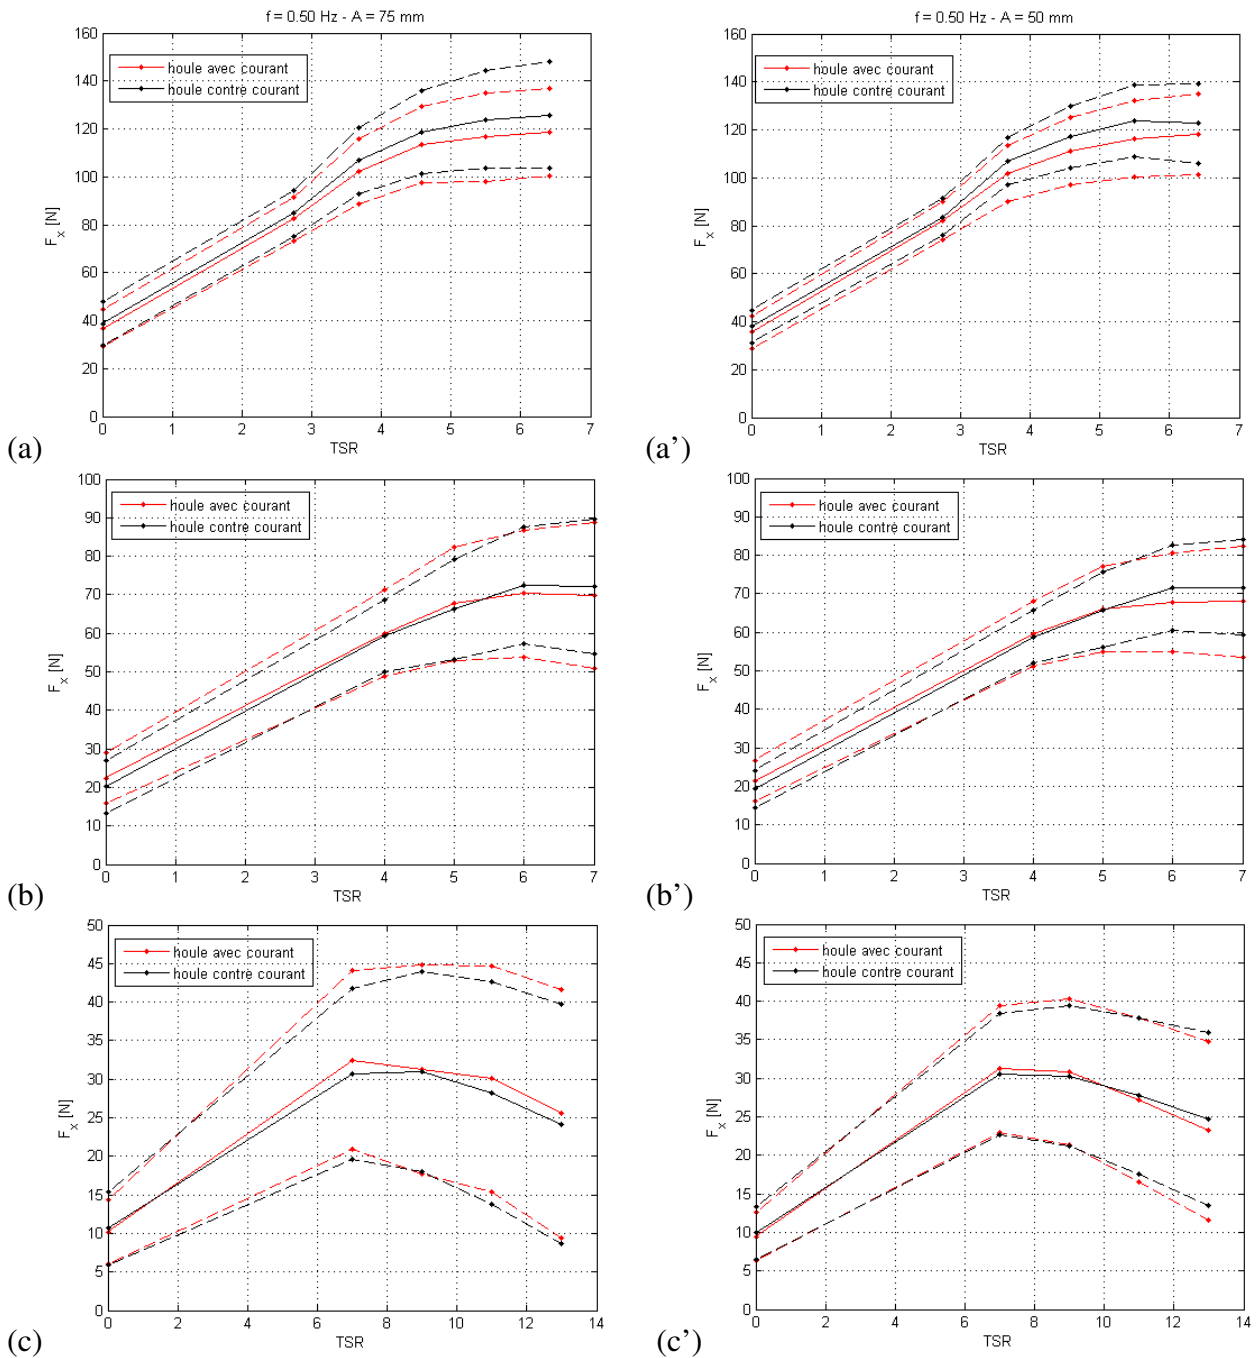 f = 0.50 Hz - A = 75 mm
160
140
120
100
80
60
40
20
0
F_x [N]
houle avec courant
houle contre courant
0 1 2 3 4 5 6 7
TSR
(a)
f = 0.50 Hz - A = 50 mm
160
140
120
100
80
60
40
20
0
F_x [N]
houle avec courant
houle contre courant
0 1 2 3 4 5 6 7
TSR
(a’)
100
90
80
70
60
50
40
30
20
10
0
F_x [N]
houle avec courant
houle contre courant
0 1 2 3 4 5 6 7
TSR
(b)
100
90
80
70
60
50
40
30
20
10
0
F_x [N]
houle avec courant
houle contre courant
0 1 2 3 4 5 6 7
TSR
(b’)
50
45
40
35
30
25
20
15
10
5
0
F_x [N]
houle avec courant
houle contre courant
0 2 4 6 8 10 12 14
TSR
(c)
50
45
40
35
30
25
20
15
10
5
0
F_x [N]
houle avec courant
houle contre courant
0 2 4 6 8 10 12 14
TSR
(c’)